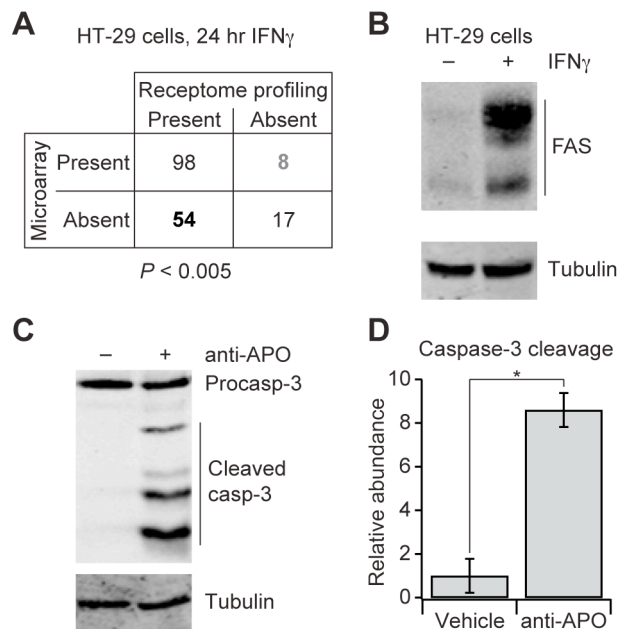 A
HT-29 cells, 24 hr IFNγ
Receptome profiling
Present Absent
Microarray
Present 98 8
Absent 54 17
P < 0.005
B
HT-29 cells
– + IFNγ
FAS
Tubulin
C
– + anti-APO
Procasp-3
Cleaved
casp-3
Tubulin
D
Caspase-3 cleavage
*
Relative abundance
10
8
6
4
2
0
Vehicle anti-APO